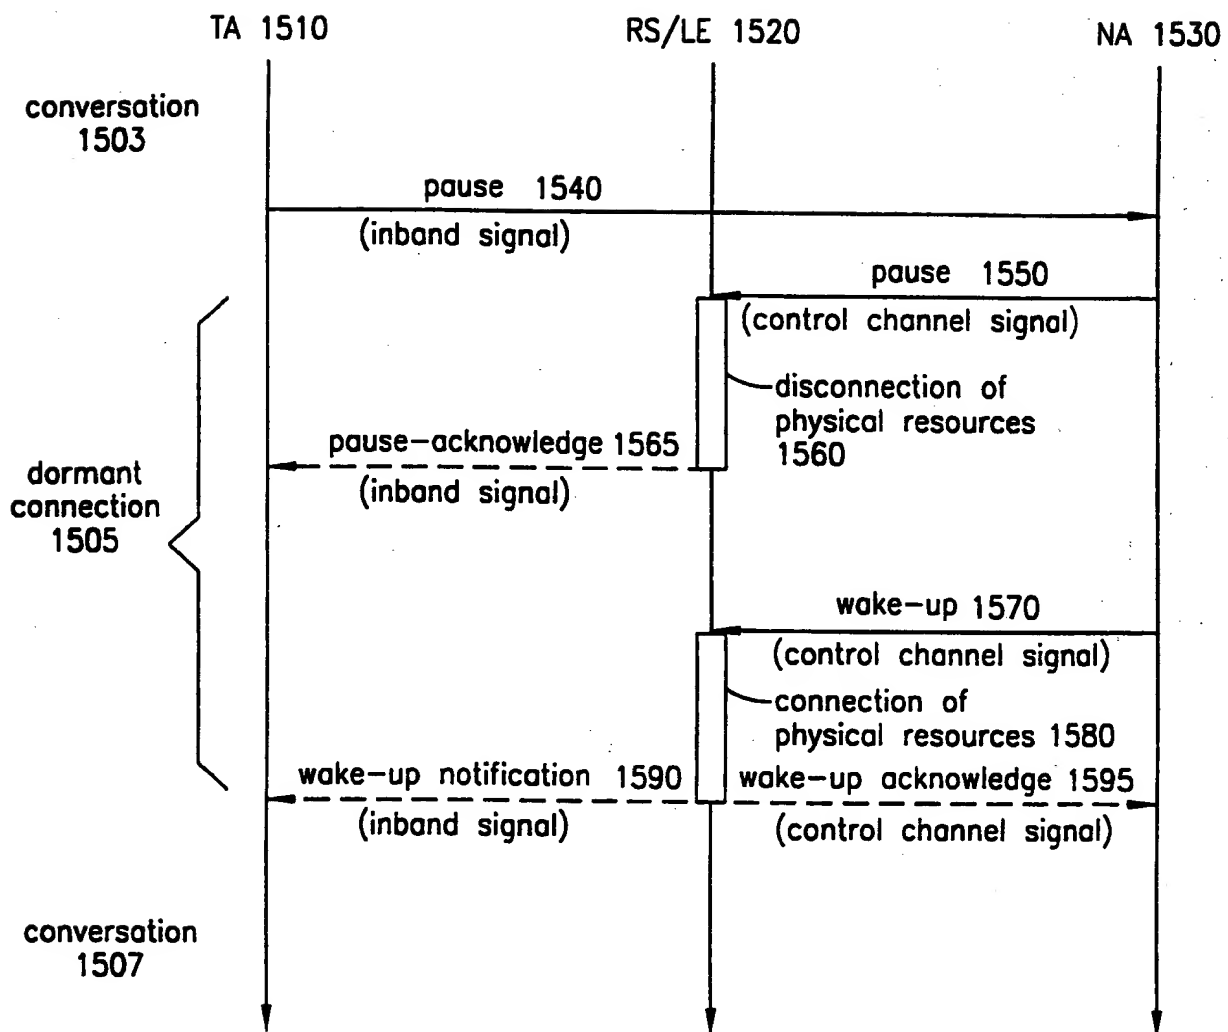 TA 1510
RS/LE 1520
NA 1530
conversation
1503
pause 1540
(inband signal)
pause 1550
(control channel signal)
disconnection of
physical resources
1560
pause-acknowledge 1565
(inband signal)
dormant
connection
1505
wake-up 1570
(control channel signal)
connection of
physical resources 1580
wake-up notification 1590
(inband signal)
wake-up acknowledge 1595
(control channel signal)
conversation
1507